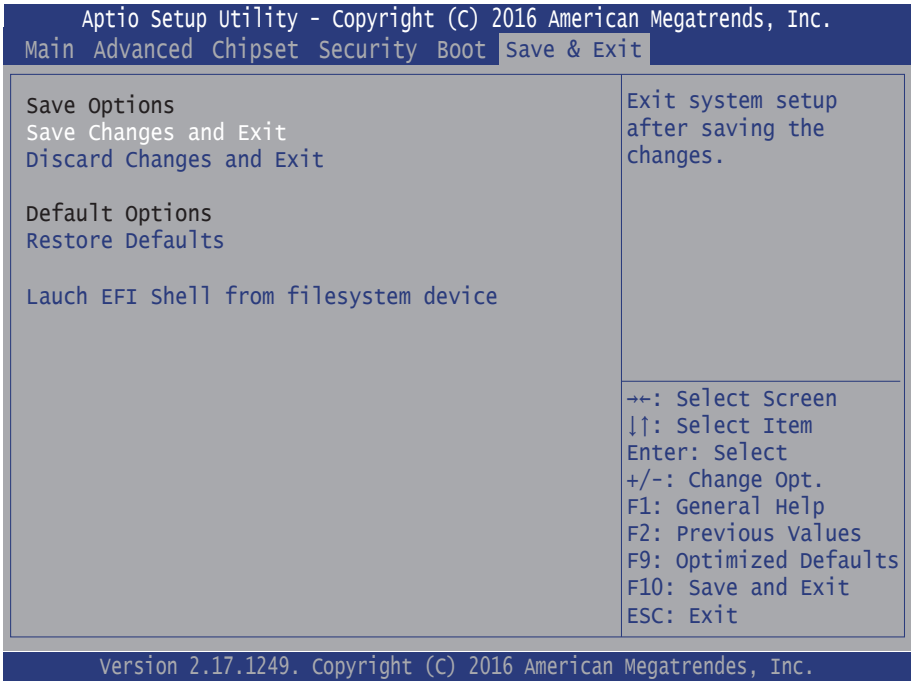 Aptio Setup Utility - Copyright (C) 2016 American Megatrends, Inc.
Main Advanced Chipset Security Boot Save & Exit
Save Options
Save Changes and Exit
Discard Changes and Exit
Default Options
Restore Defaults
Lauch EFI Shell from filesystem device
Exit system setup
after saving the
changes.
→←: Select Screen
↓↑: Select Item
Enter: Select
+/-: Change Opt.
F1: General Help
F2: Previous Values
F9: Optimized Defaults
F10: Save and Exit
ESC: Exit
Version 2.17.1249. Copyright (C) 2016 American Megatrendes, Inc.